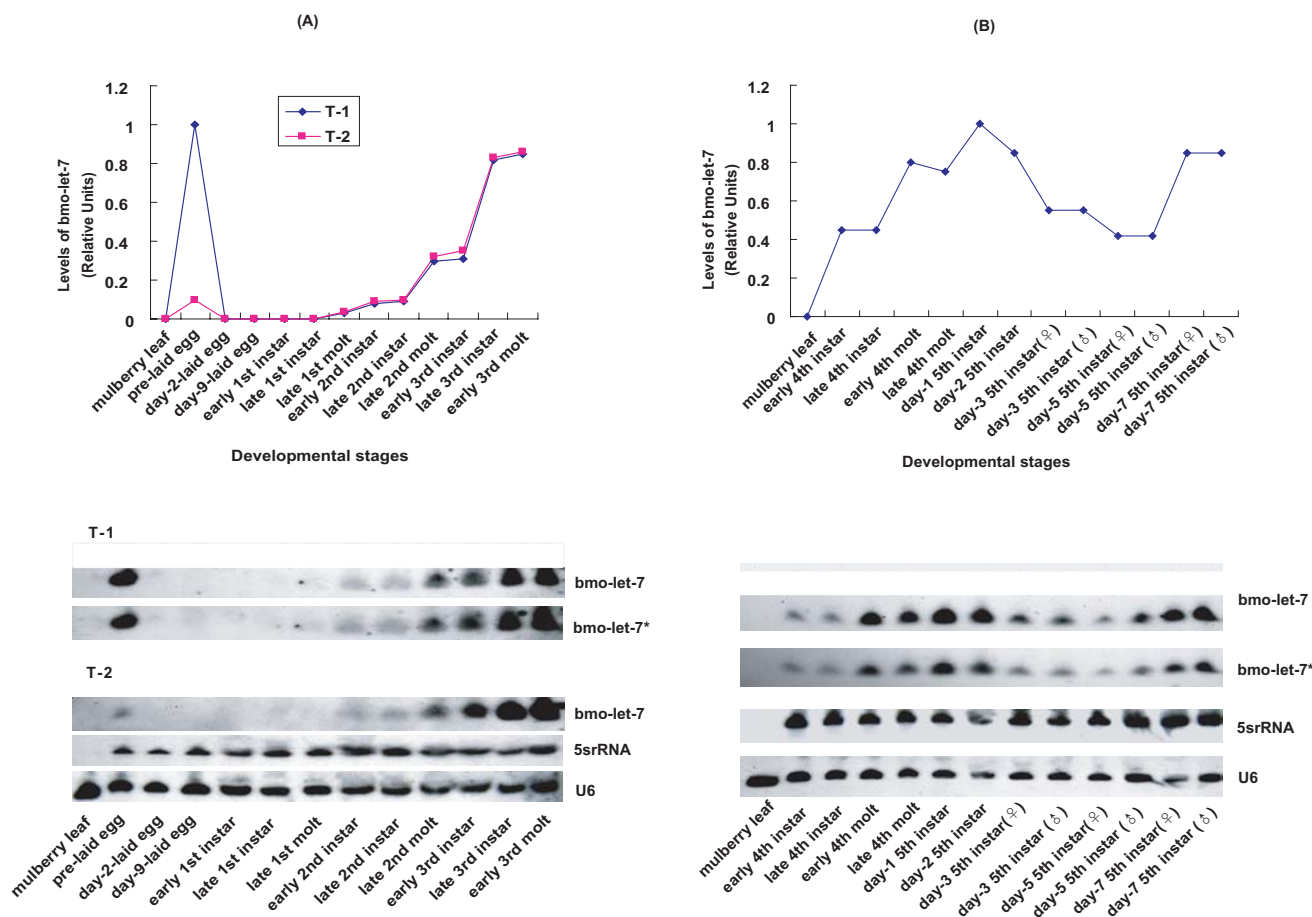 (A)
1.2
1
0.8
0.6
0.4
0.2
0
Levels of bmo-let-7
(Relative Units)
T-1
T-2
mulberry leaf
pre-laid egg
day-2-laid egg
day-9-laid egg
early 1st instar
late 1st instar
late 1st molt
early 2nd instar
late 2nd instar
late 2nd molt
early 3rd instar
late 3rd instar
early 3rd molt
Developmental stages
(B)
1.2
1
0.8
0.6
0.4
0.2
0
Levels of bmo-let-7
(Relative Units)
mulberry leaf
early 4th instar
late 4th instar
early 4th molt
late 4th molt
day-1 5th instar
day-2 5th instar
day-3 5th instar(♀)
day-3 5th instar (♂)
day-5 5th instar(♀)
day-5 5th instar (♂)
day-7 5th instar(♀)
day-7 5th instar (♂)
Developmental stages
T-1
bmo-let-7
bmo-let-7*
T-2
bmo-let-7
5srRNA
U6
mulberry leaf
pre-laid egg
day-2-laid egg
day-9-laid egg
early 1st instar
late 1st instar
late 1st molt
early 2nd instar
late 2nd instar
late 2nd molt
early 3rd instar
late 3rd instar
early 3rd molt
bmo-let-7
bmo-let-7*
5srRNA
U6
mulberry leaf
early 4th instar
late 4th instar
early 4th molt
late 4th molt
day-1 5th instar
day-2 5th instar
day-3 5th instar(♀)
day-3 5th instar (♂)
day-5 5th instar(♀)
day-5 5th instar (♂)
day-7 5th instar(♀)
day-7 5th instar (♂)